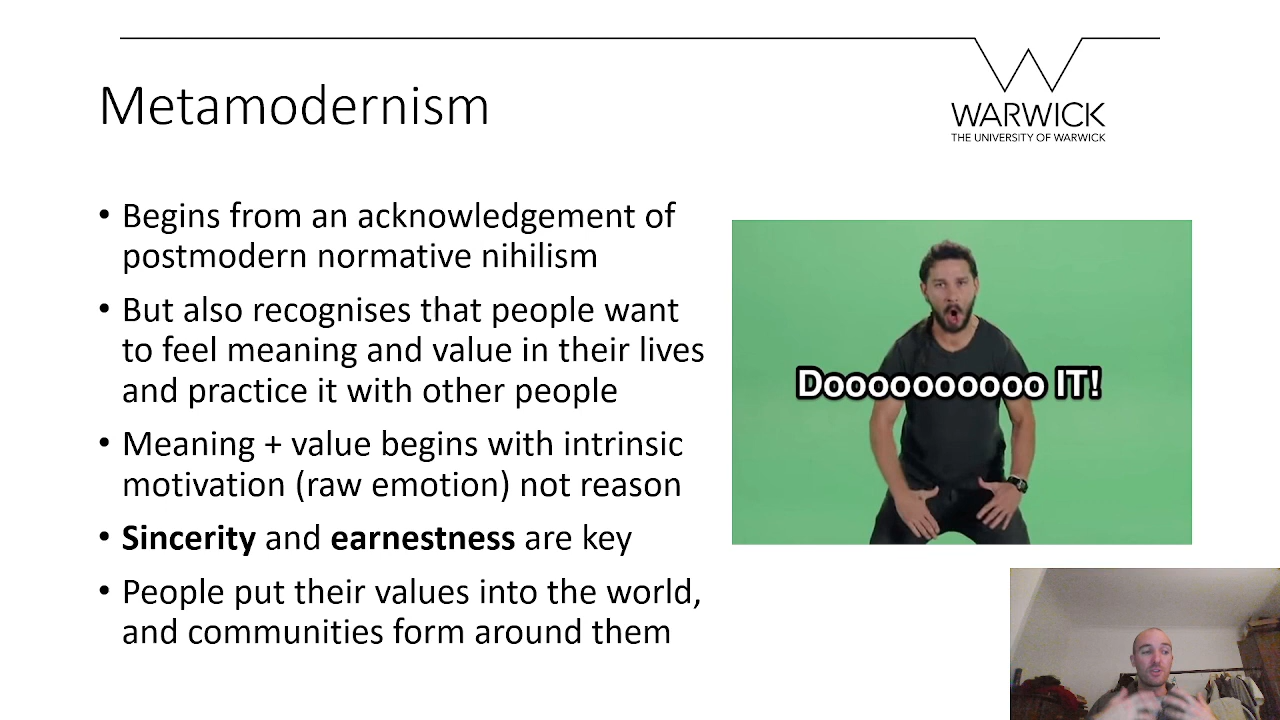 Metamodernism
WARWICK
THE UNIVERSITY OF WARWICK
• Begins from an acknowledgement of
postmodern normative nihilism
• But also recognises that people want
to feel meaning and value in their lives
and practice it with other people
• Meaning + value begins with intrinsic
motivation (raw emotion) not reason
• Sincerity and earnestness are key
• People put their values into the world,
and communities form around them
Doooooooooo IT!